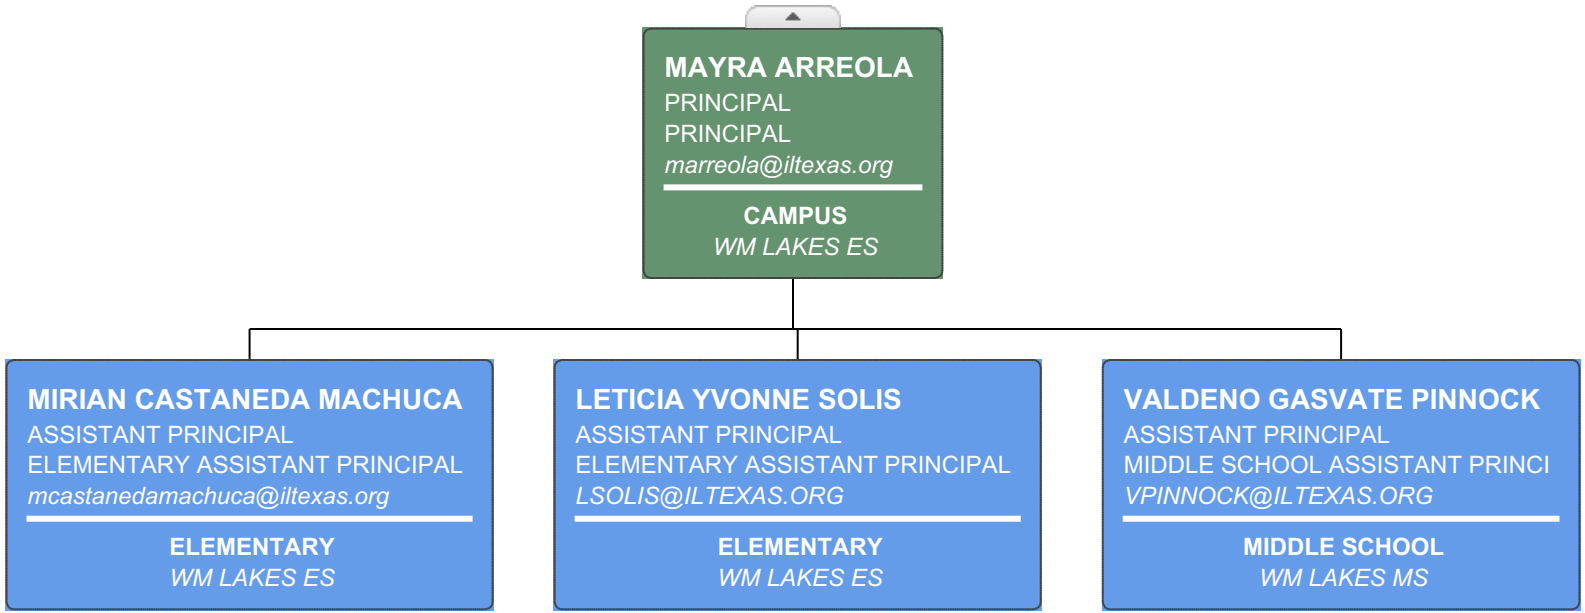 MAYRA ARREOLA
PRINCIPAL
PRINCIPAL
marreola@iltexas.org
CAMPUS
WM LAKES ES
MIRIAN CASTANEDA MACHUCA
ASSISTANT PRINCIPAL
ELEMENTARY ASSISTANT PRINCIPAL
mcastanedamachuca@iltexas.org
ELEMENTARY
WM LAKES ES
LETICIA YVONNE SOLIS
ASSISTANT PRINCIPAL
ELEMENTARY ASSISTANT PRINCIPAL
LSOLIS@ILTEXAS.ORG
ELEMENTARY
WM LAKES ES
VALDENO GASVATE PINNOCK
ASSISTANT PRINCIPAL
MIDDLE SCHOOL ASSISTANT PRINCI
VPINNOCK@ILTEXAS.ORG
MIDDLE SCHOOL
WM LAKES MS